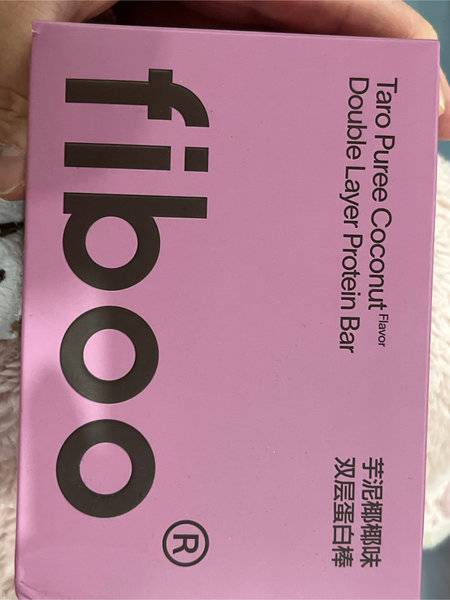 Taro Puree Coconut Flavor
Double Layer Protein Bar
芋泥椰椰味
双层蛋白棒
fiboo®